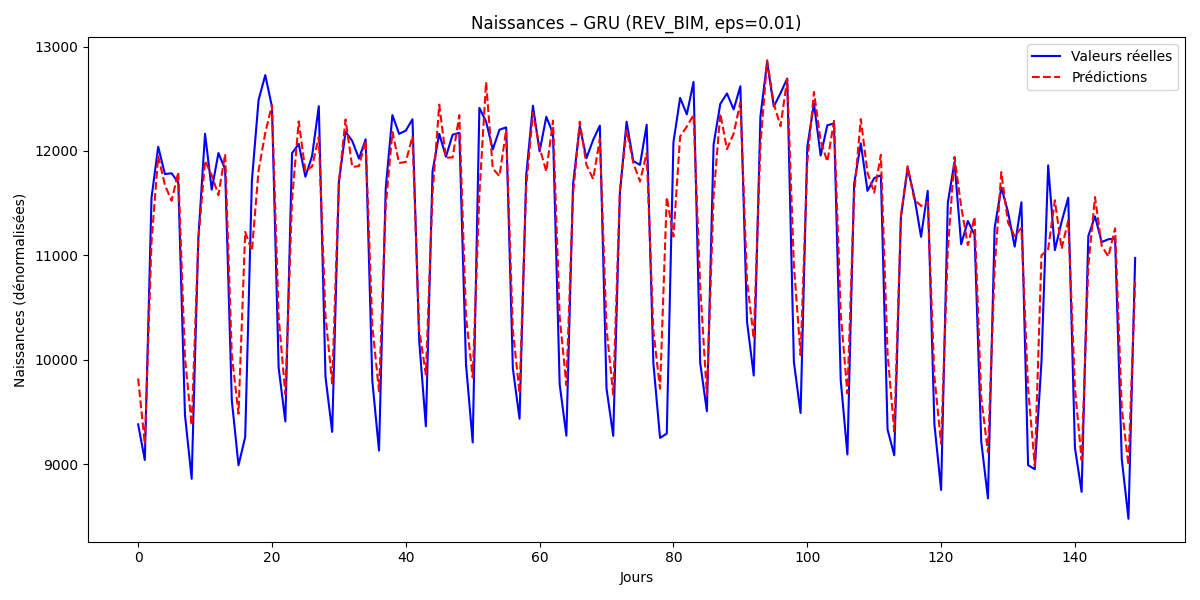 Naissances – GRU (REV_BIM, eps=0.01)
Valeurs réelles
Prédictions
Naissances (dénormalisées)
13000
12000
11000
10000
9000
0 20 40 60 80 100 120 140
Jours